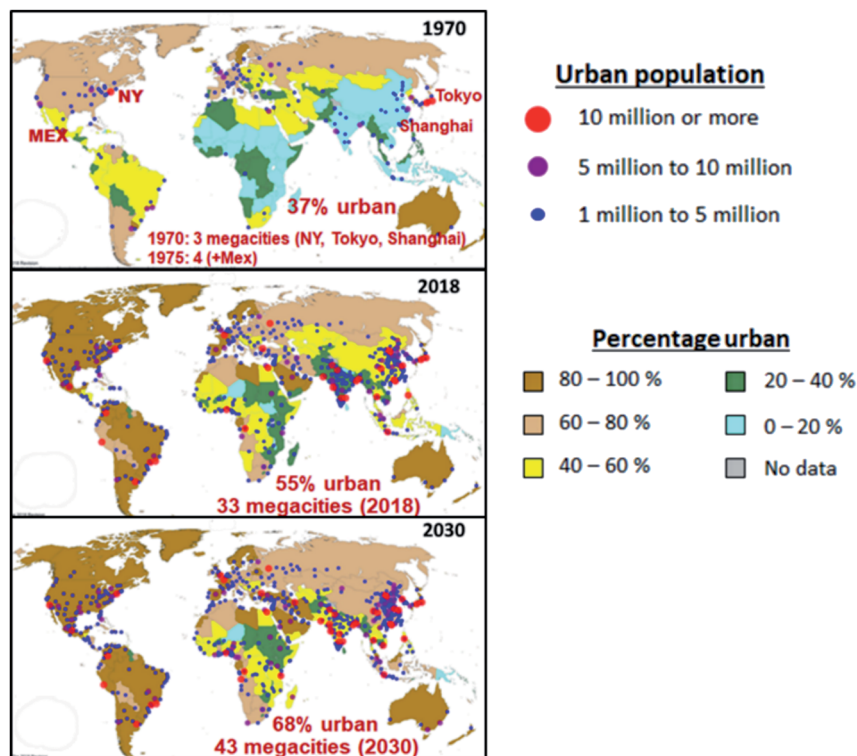 1970
NY
Tokyo
Shanghai
MEX
37% urban
1970: 3 megacities (NY, Tokyo, Shanghai)
1975: 4 (+Mex)
2018
55% urban
33 megacities (2018)
2030
68% urban
43 megacities (2030)
Urban population
10 million or more
5 million to 10 million
1 million to 5 million
Percentage urban
80 – 100 %
20 – 40 %
60 – 80 %
0 – 20 %
40 – 60 %
No data